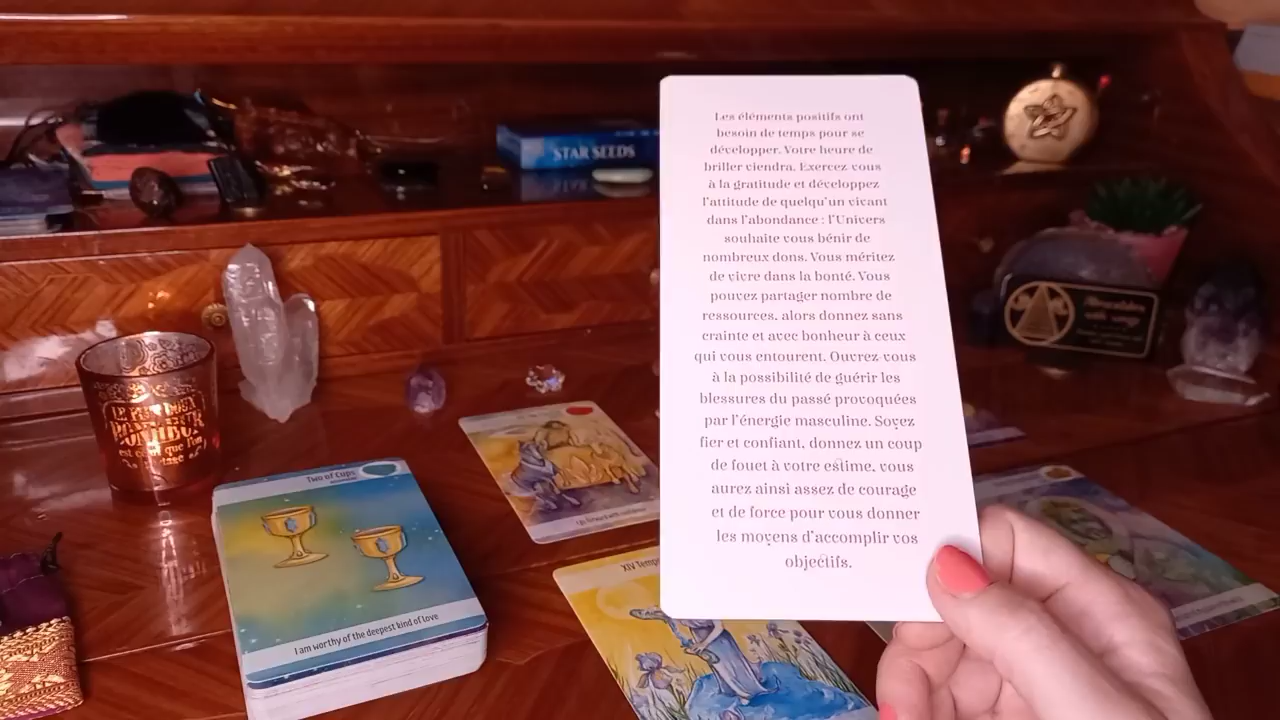 STAR SEEDS
Les éléments positifs ont
besoin de temps pour se
développer. Votre heure de
briller viendra. Exercez-vous
à la gratitude et développez
l'attitude de quelqu'un vivant
dans l'abondance : l'Univers
souhaite vous bénir de
nombreux dons. Vous méritez
de vivre dans la bonté. Vous
pouvez partager nombre de
ressources, alors donnez sans
crainte et avec bonheur à ceux
qui vous entourent. Ouvrez-vous
à la possibilité de guérir les
blessures du passé provoquées
par l'énergie masculine. Soyez
fier et confiant, donnez un coup
de fouet à votre estime, vous
aurez ainsi assez de courage
et de force pour vous donner
les moyens d'accomplir vos
objectifs.
Two of Cups
I am worthy of the deepest kind of love
XIV Temp